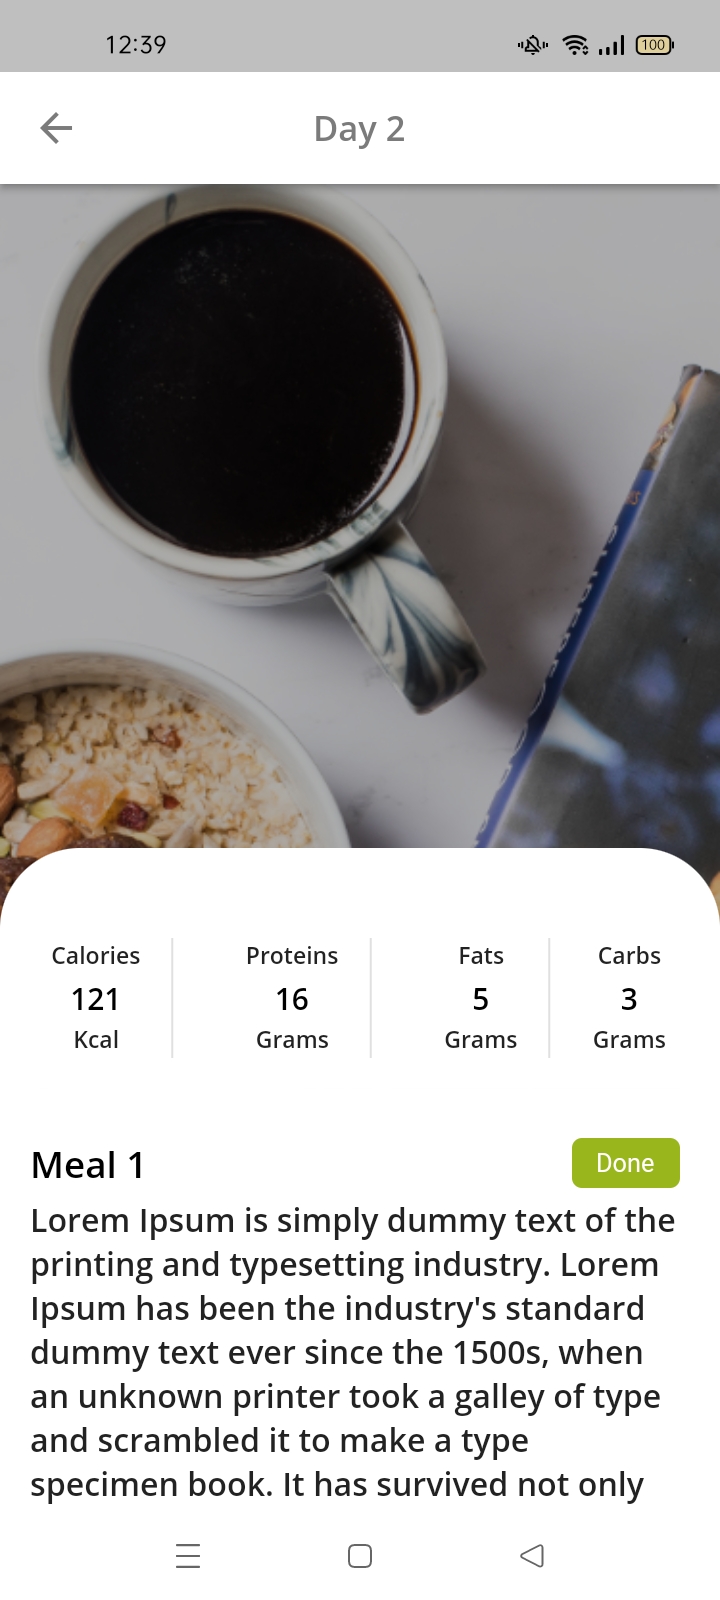 12:39
100
Day 2
Calories
Proteins
Fats
Carbs
121
16
5
3
Kcal
Grams
Grams
Grams
Meal 1
Done
Lorem Ipsum is simply dummy text of the
printing and typesetting industry. Lorem
Ipsum has been the industry's standard
dummy text ever since the 1500s, when
an unknown printer took a galley of type
and scrambled it to make a type
specimen book. It has survived not only